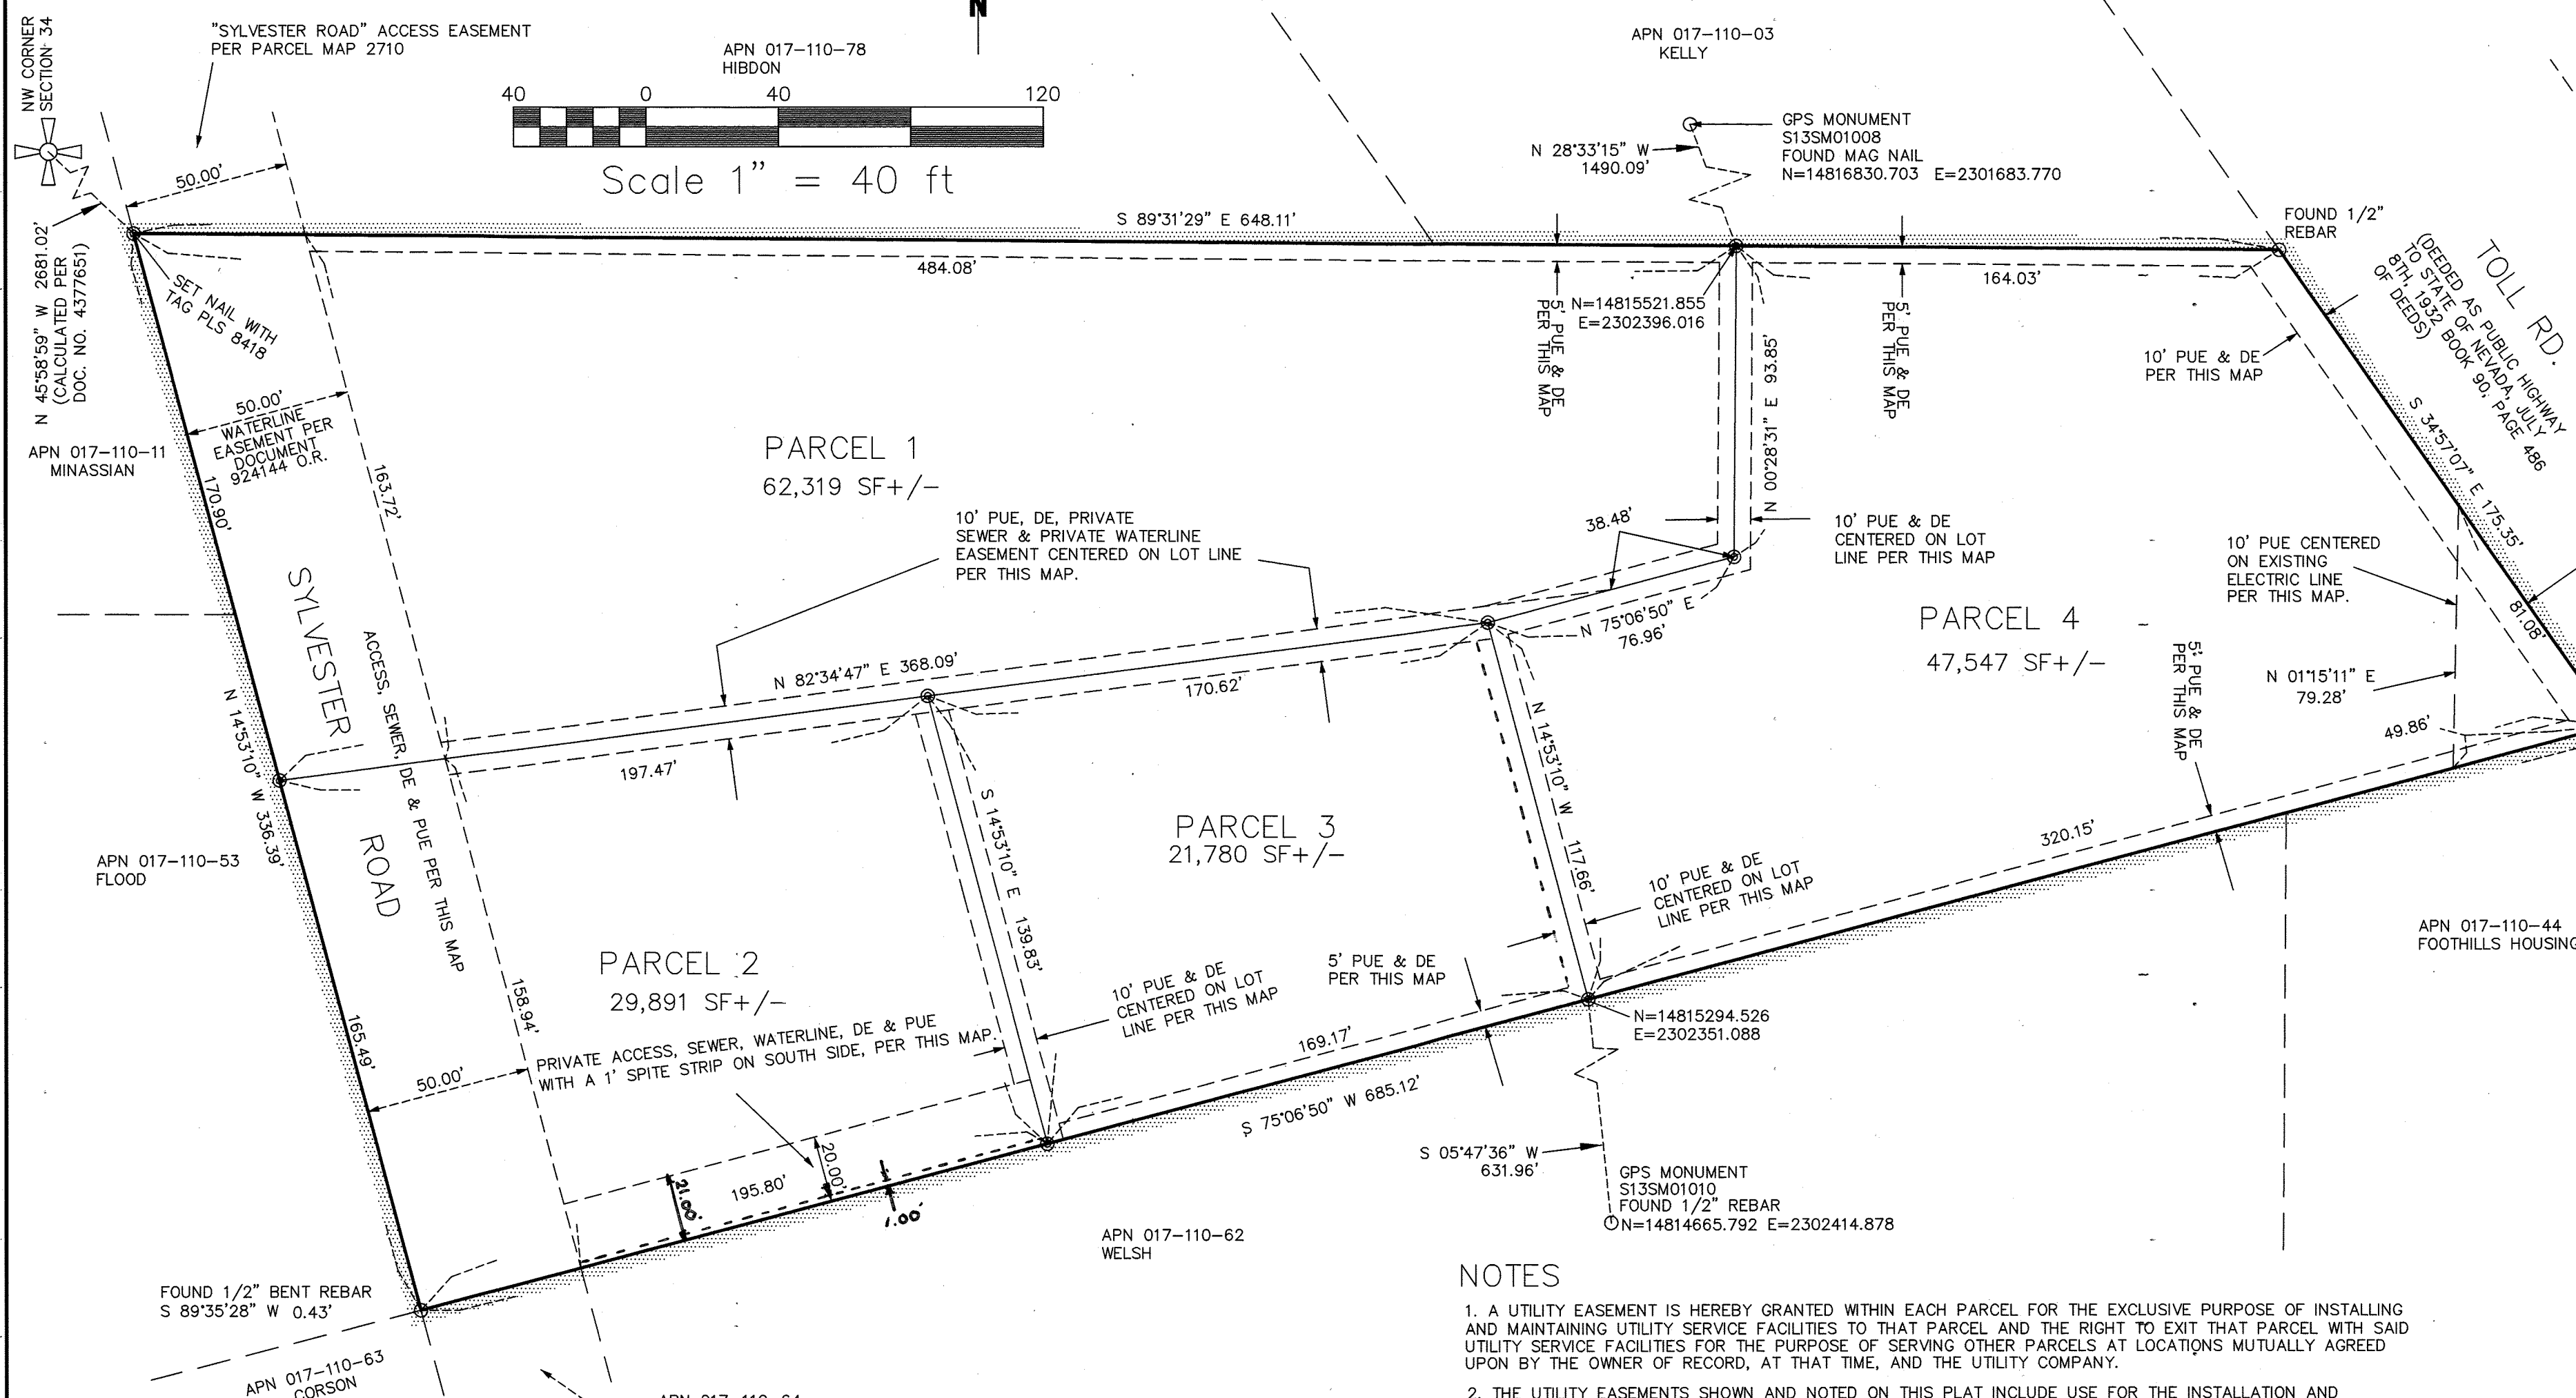 NW CORNER
SECTION 34
"SYLVESTER ROAD" ACCESS EASEMENT
PER PARCEL MAP 2710
N
APN 017-110-78
HIBDON
40 0 40 120
Scale 1" = 40 ft
APN 017-110-03
KELLY
GPS MONUMENT
S13SM01008
FOUND MAG NAIL
N=14816830.703 E=2301683.770
N 28°33'15" W
1490.09'
50.00'
N 45°58'59" W 2681.02'
(CALCULATED PER
DOC. NO. 4377651)
SET NAIL WITH
TAG PLS 8418
S 89°31'29" E 648.11'
484.08'
164.03'
FOUND 1/2"
REBAR
TOLL RD.
(DEEDED AS PUBLIC HIGHWAY
TO STATE OF NEVADA, JULY
8TH, 1932 BOOK 90, PAGE 486
OF DEEDS)
N=14815521.855
E=2302396.016
5' PUE & DE
PER THIS MAP
5' PUE & DE
PER THIS MAP
10' PUE & DE
PER THIS MAP
N 00°28'31" E 93.85'
S 34°57'07" E 175.35'
50.00'
WATERLINE
EASEMENT PER
DOCUMENT
924144 O.R.
APN 017-110-11
MINASSIAN
170.90'
163.72'
PARCEL 1
62,319 SF+/-
10' PUE, DE, PRIVATE
SEWER & PRIVATE WATERLINE
EASEMENT CENTERED ON LOT LINE
PER THIS MAP.
38.48'
10' PUE & DE
CENTERED ON LOT
LINE PER THIS MAP
10' PUE CENTERED
ON EXISTING
ELECTRIC LINE
PER THIS MAP.
81.08'
PARCEL 4
47,547 SF+/-
N 75°06'50" E
76.96'
N 01°15'11" E
79.28'
49.86'
5' PUE & DE
PER THIS MAP
SYLVESTER
ROAD
ACCESS, SEWER, DE & PUE PER THIS MAP
N 82°34'47" E 368.09'
170.62'
197.47'
N 14°53'10" W 336.39'
N 14°53'10" W 117.66'
S 14°53'10" E 139.83'
PARCEL 3
21,780 SF+/-
320.15'
APN 017-110-53
FLOOD
10' PUE & DE
CENTERED ON LOT
LINE PER THIS MAP
APN 017-110-44
FOOTHILLS HOUSING
PARCEL 2
29,891 SF+/-
5' PUE & DE
PER THIS MAP
10' PUE & DE
CENTERED ON LOT
LINE PER THIS MAP
158.94'
165.49'
50.00'
PRIVATE ACCESS, SEWER, WATERLINE, DE & PUE
WITH A 1' SPITE STRIP ON SOUTH SIDE, PER THIS MAP.
N=14815294.526
E=2302351.088
169.17'
S 75°06'50" W 685.12'
20.00'
195.80'
21.00'
1.00'
S 05°47'36" W
631.96'
GPS MONUMENT
S13SM01010
FOUND 1/2" REBAR
N=14814665.792 E=2302414.878
APN 017-110-62
WELSH
FOUND 1/2" BENT REBAR
S 89°35'28" W 0.43'
APN 017-110-63
CORSON
NOTES
1. A UTILITY EASEMENT IS HEREBY GRANTED WITHIN EACH PARCEL FOR THE EXCLUSIVE PURPOSE OF INSTALLING
AND MAINTAINING UTILITY SERVICE FACILITIES TO THAT PARCEL AND THE RIGHT TO EXIT THAT PARCEL WITH SAID
UTILITY SERVICE FACILITIES FOR THE PURPOSE OF SERVING OTHER PARCELS AT LOCATIONS MUTUALLY AGREED
UPON BY THE OWNER OF RECORD, AT THAT TIME, AND THE UTILITY COMPANY.
2. THE UTILITY EASEMENTS SHOWN AND NOTED ON THIS PLAT INCLUDE USE FOR THE INSTALLATION AND